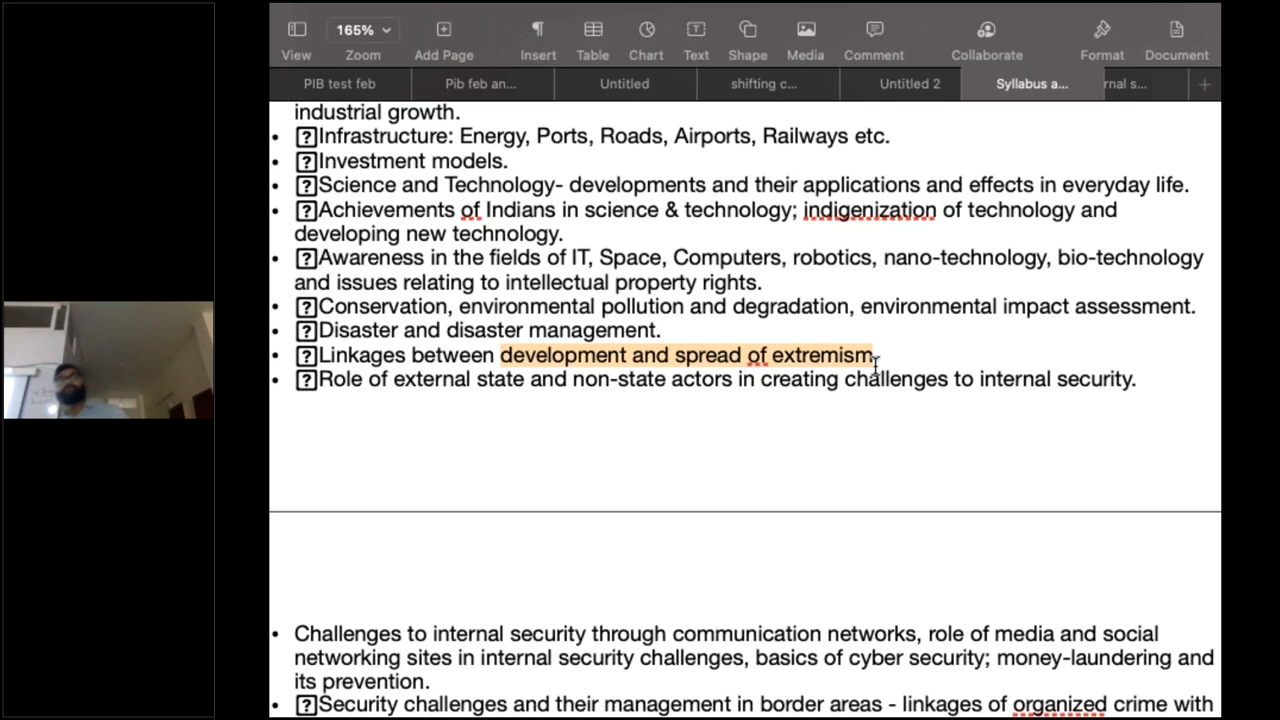 165%
View
Zoom
Add Page
Insert
Table
Chart
Text
Shape
Media
Comment
Collaborate
Format
Document
PIB test feb
Pib feb an...
Untitled
shifting c...
Untitled 2
Syllabus a...
rnal s...
industrial growth.
• ?Infrastructure: Energy, Ports, Roads, Airports, Railways etc.
• ?Investment models.
• ?Science and Technology- developments and their applications and effects in everyday life.
• ?Achievements of Indians in science & technology; indigenization of technology and
developing new technology.
• ?Awareness in the fields of IT, Space, Computers, robotics, nano-technology, bio-technology
and issues relating to intellectual property rights.
• ?Conservation, environmental pollution and degradation, environmental impact assessment.
• ?Disaster and disaster management.
• ?Linkages between development and spread of extremism.
• ?Role of external state and non-state actors in creating challenges to internal security.
• Challenges to internal security through communication networks, role of media and social
networking sites in internal security challenges, basics of cyber security; money-laundering and
its prevention.
• ?Security challenges and their management in border areas - linkages of organized crime with